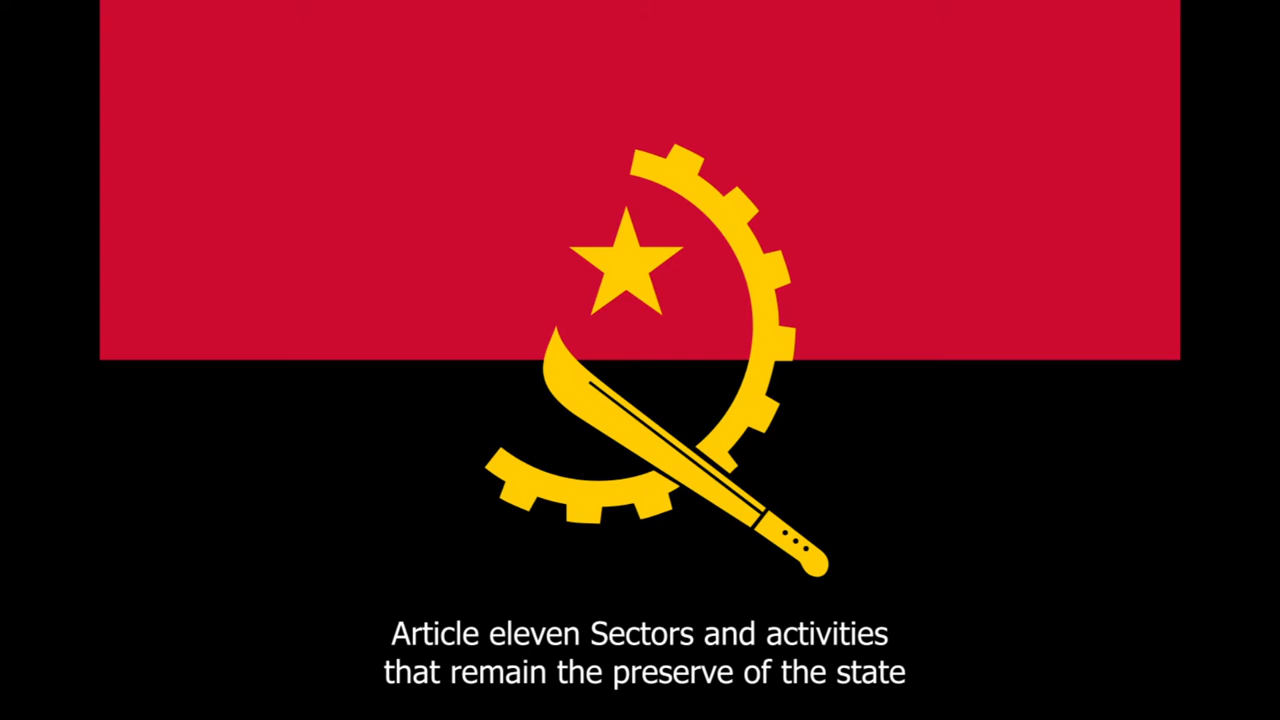 Article eleven Sectors and activities
that remain the preserve of the state